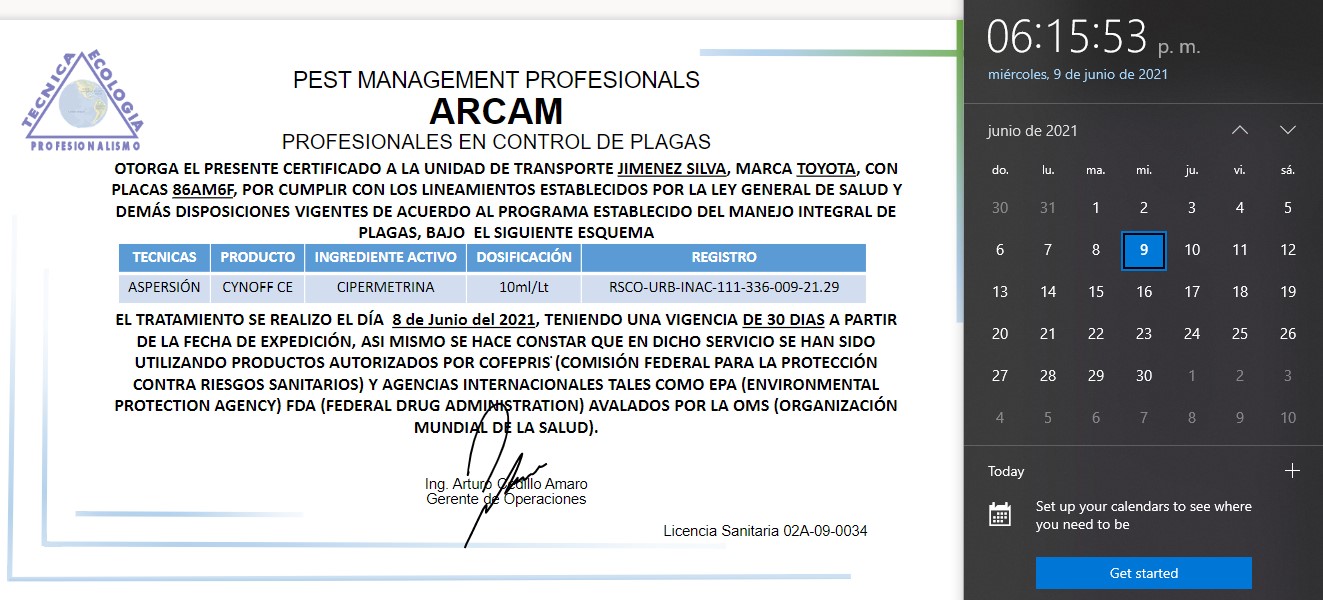 TECNICA
ECOLOGIA
PROFESIONALISMO
PEST MANAGEMENT PROFESIONALS
ARCAM
PROFESIONALES EN CONTROL DE PLAGAS
OTORGA EL PRESENTE CERTIFICADO A LA UNIDAD DE TRANSPORTE JIMENEZ SILVA, MARCA TOYOTA, CON
PLACAS 86AM6F, POR CUMPLIR CON LOS LINEAMIENTOS ESTABLECIDOS POR LA LEY GENERAL DE SALUD Y
DEMÁS DISPOSICIONES VIGENTES DE ACUERDO AL PROGRAMA ESTABLECIDO DEL MANEJO INTEGRAL DE
PLAGAS, BAJO EL SIGUIENTE ESQUEMA
TECNICAS PRODUCTO INGREDIENTE ACTIVO DOSIFICACIÓN REGISTRO
ASPERSIÓN CYNOFF CE CIPERMETRINA 10ml/Lt RSCO-URB-INAC-111-336-009-21.29
EL TRATAMIENTO SE REALIZO EL DÍA 8 de Junio del 2021, TENIENDO UNA VIGENCIA DE 30 DIAS A PARTIR
DE LA FECHA DE EXPEDICIÓN, ASI MISMO SE HACE CONSTAR QUE EN DICHO SERVICIO SE HAN SIDO
UTILIZANDO PRODUCTOS AUTORIZADOS POR COFEPRIS (COMISIÓN FEDERAL PARA LA PROTECCIÓN
CONTRA RIESGOS SANITARIOS) Y AGENCIAS INTERNACIONALES TALES COMO EPA (ENVIRONMENTAL
PROTECTION AGENCY) FDA (FEDERAL DRUG ADMINISTRATION) AVALADOS POR LA OMS (ORGANIZACIÓN
MUNDIAL DE LA SALUD).
Ing. Arturo Cedillo Amaro
Gerente de Operaciones
Licencia Sanitaria 02A-09-0034
06:15:53 p. m.
miércoles, 9 de junio de 2021
junio de 2021
do. lu. ma. mi. ju. vi. sá.
30 31 1 2 3 4 5
6 7 8 9 10 11 12
13 14 15 16 17 18 19
20 21 22 23 24 25 26
27 28 29 30 1 2 3
4 5 6 7 8 9 10
Today
Set up your calendars to see where
you need to be
Get started